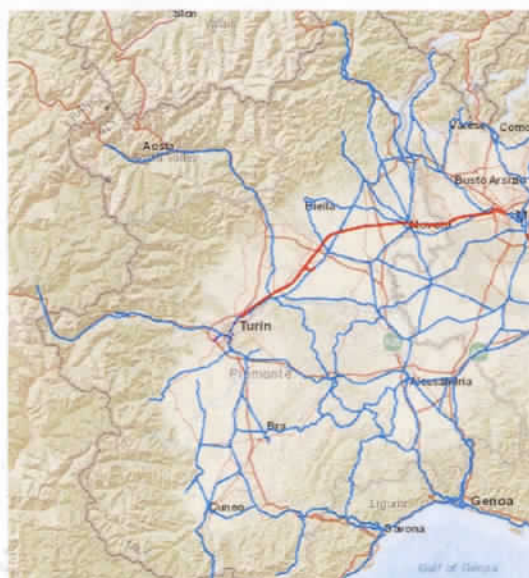 Sion
Aosta
Varese
Como
Busto Arsizio
Biella
Novara
Turin
Piemonte
Alessandria
Bra
Cuneo
Liguria
Genoa
Savona
Gulf of Genoa